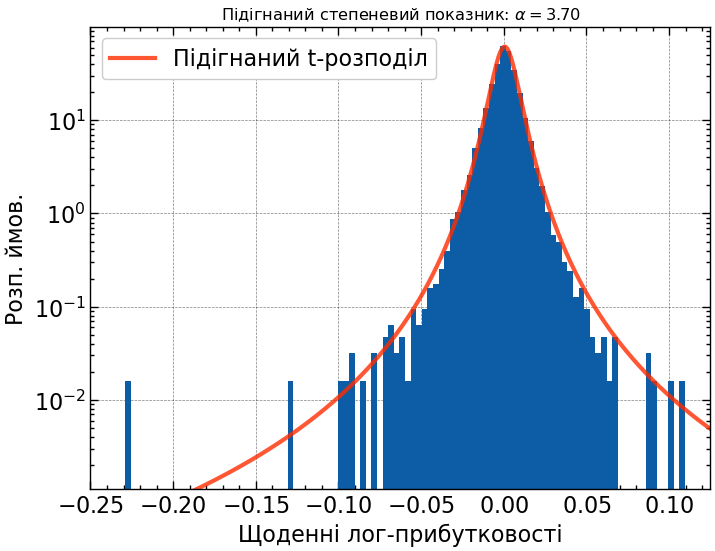 Підігнаний степеневий показник: α = 3.70
Підігнаний t-розподіл
Розп. ймов.
10¹
10⁰
10⁻¹
10⁻²
−0.25 −0.20 −0.15 −0.10 −0.05 0.00 0.05 0.10
Щоденні лог-прибутковості